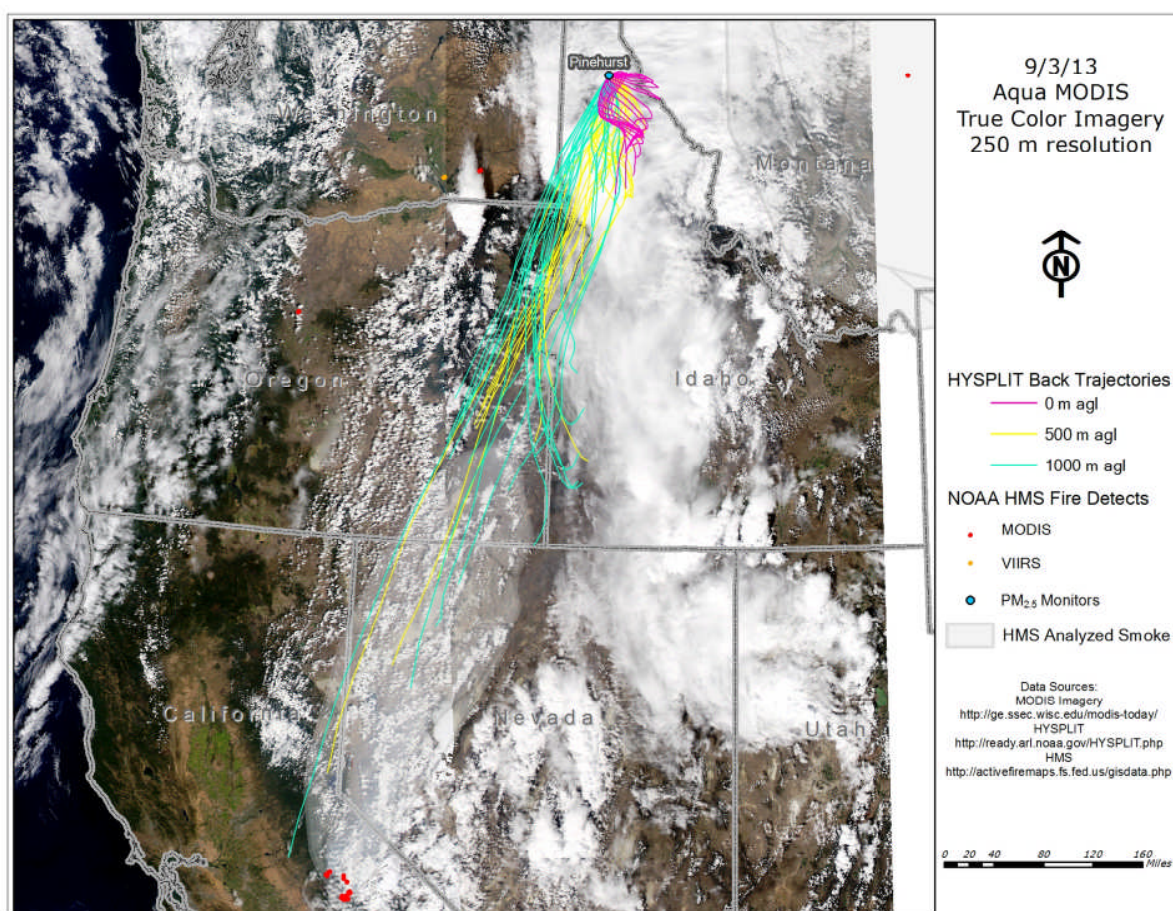 Pinehurst
Washington
Montana
Oregon
Idaho
California
Nevada
Utah
9/3/13
Aqua MODIS
True Color Imagery
250 m resolution
N
HYSPLIT Back Trajectories
0 m agl
500 m agl
1000 m agl
NOAA HMS Fire Detects
MODIS
VIIRS
PM2.5 Monitors
HMS Analyzed Smoke
Data Sources:
MODIS Imagery
http://ge.ssec.wisc.edu/modis-today/
HYSPLIT
http://ready.arl.noaa.gov/HYSPLIT.php
HMS
http://activefiremaps.fs.fed.us/gisdata.php
0 20 40 80 120 160
Miles